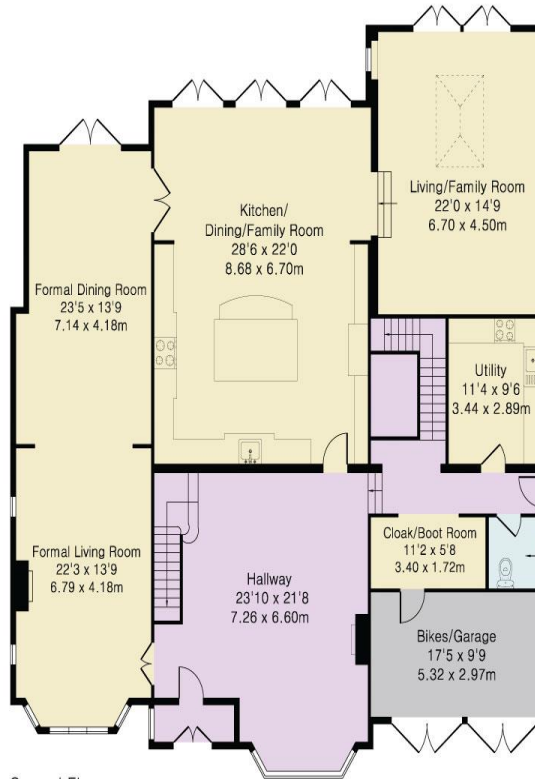 Kitchen/
Dining/Family Room
28'6 x 22'0
8.68 x 6.70m
Living/Family Room
22'0 x 14'9
6.70 x 4.50m
Formal Dining Room
23'5 x 13'9
7.14 x 4.18m
Utility
11'4 x 9'6
3.44 x 2.89m
Formal Living Room
22'3 x 13'9
6.79 x 4.18m
Hallway
23'10 x 21'8
7.26 x 6.60m
Cloak/Boot Room
11'2 x 5'8
3.40 x 1.72m
Bikes/Garage
17'5 x 9'9
5.32 x 2.97m